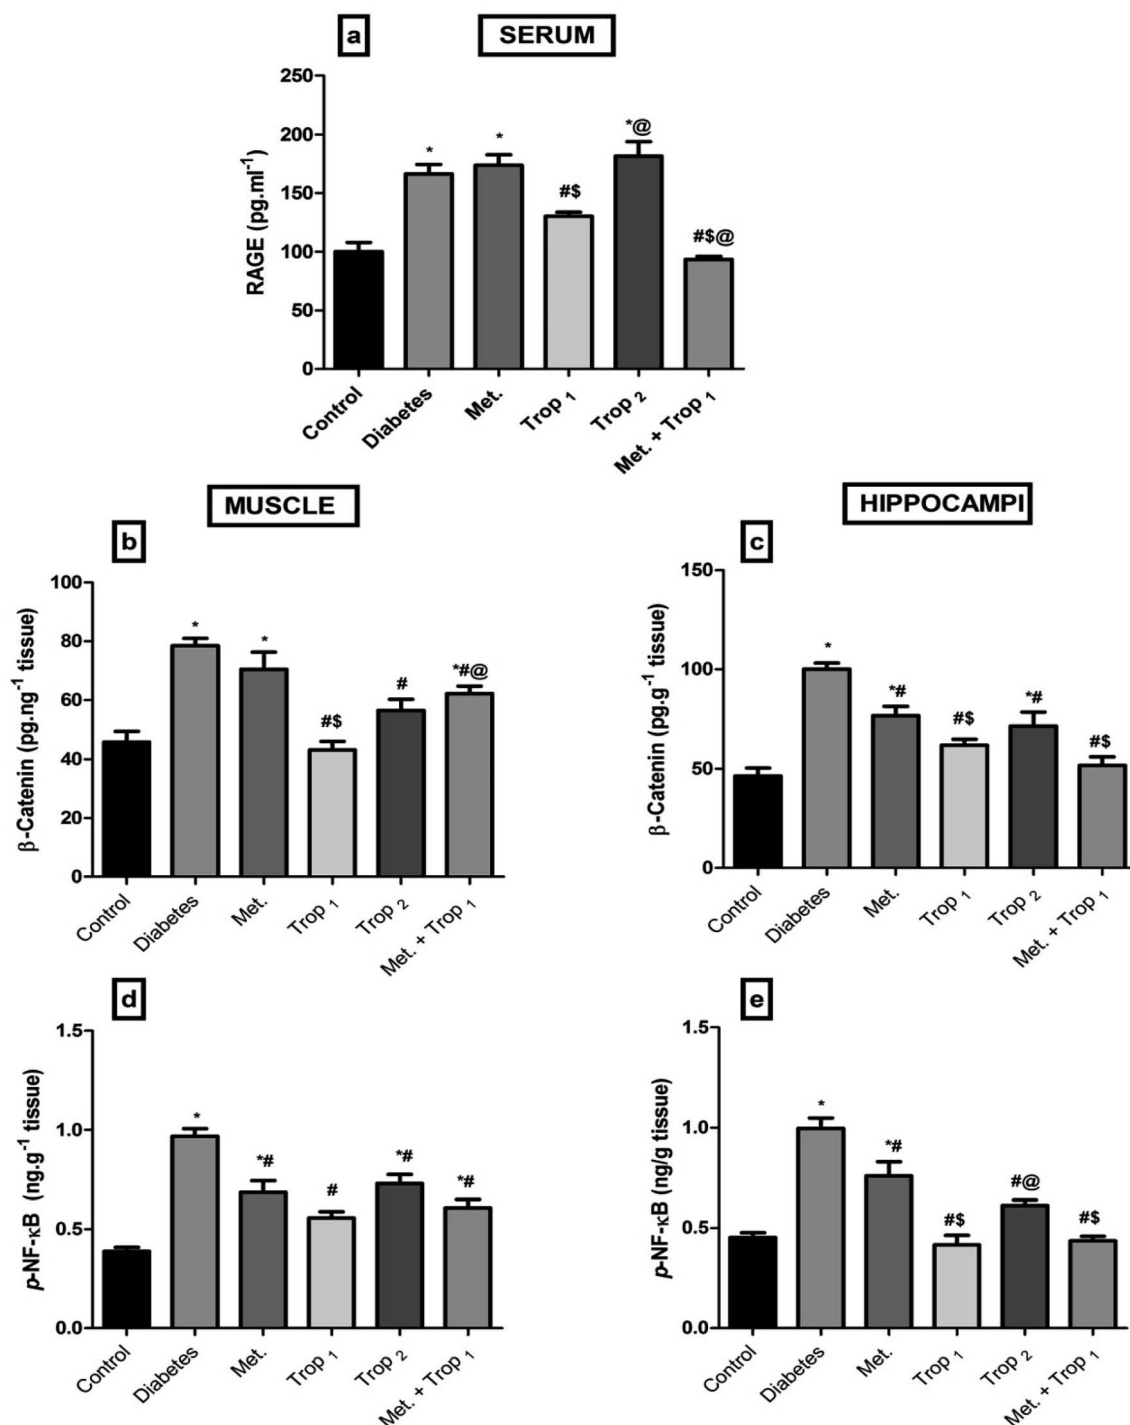 a
SERUM
RAGE (pg.ml⁻¹)
250
200
150
100
50
0
*
*
#$
*@
#$@
Control
Diabetes
Met.
Trop ₁
Trop ₂
Met. + Trop ₁
MUSCLE
HIPPOCAMPI
b
β-Catenin (pg.ng⁻¹ tissue)
100
80
60
40
20
0
*
*
#$
#
*#@
Control
Diabetes
Met.
Trop ₁
Trop ₂
Met. + Trop ₁
c
β-Catenin (pg.g⁻¹ tissue)
150
100
50
0
*
*#
#$
*#
#$
Control
Diabetes
Met.
Trop ₁
Trop ₂
Met. + Trop ₁
d
p-NF-κB (ng.g⁻¹ tissue)
1.5
1.0
0.5
0.0
*
*#
#
*#
*#
Control
Diabetes
Met.
Trop ₁
Trop ₂
Met. + Trop ₁
e
p-NF-κB (ng/g tissue)
1.5
1.0
0.5
0.0
*
*#
#$
#@
#$
Control
Diabetes
Met.
Trop ₁
Trop ₂
Met. + Trop ₁